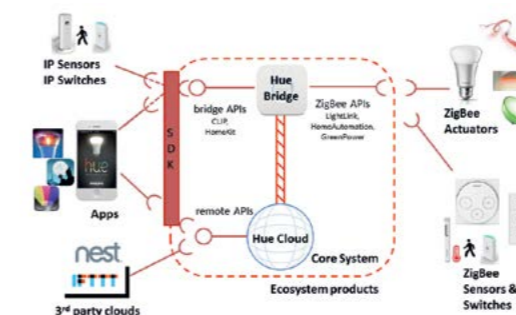 IP Sensors
IP Switches
SDK
Hue
Bridge
bridge APIs
CLIP,
HomeKit
ZigBee APIs
LightLink,
HomeAutomation,
GreenPower
ZigBee
Actuators
hue
Apps
remote APIs
Hue Cloud
Core System
nest
IFTTT
Ecosystem products
3rd party clouds
ZigBee
Sensors &
Switches